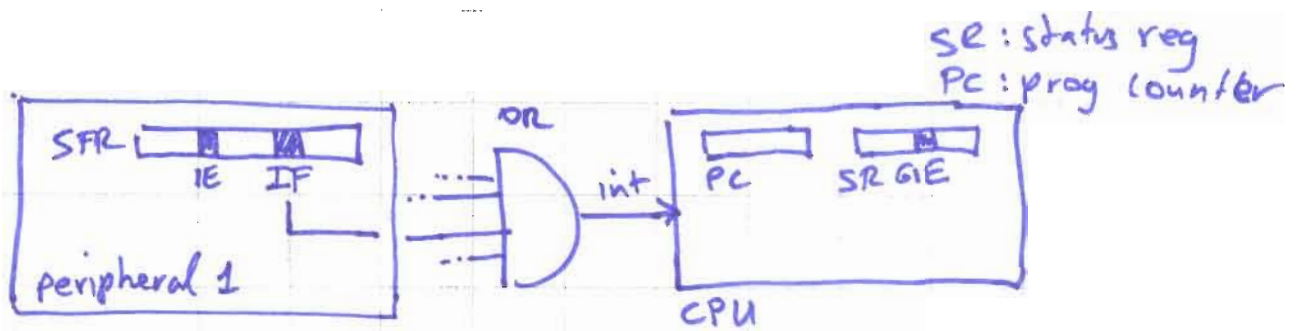 SR : status reg
PC : prog counter
OR
SFR
IE IF
int
PC
SR GIE
peripheral 1
CPU